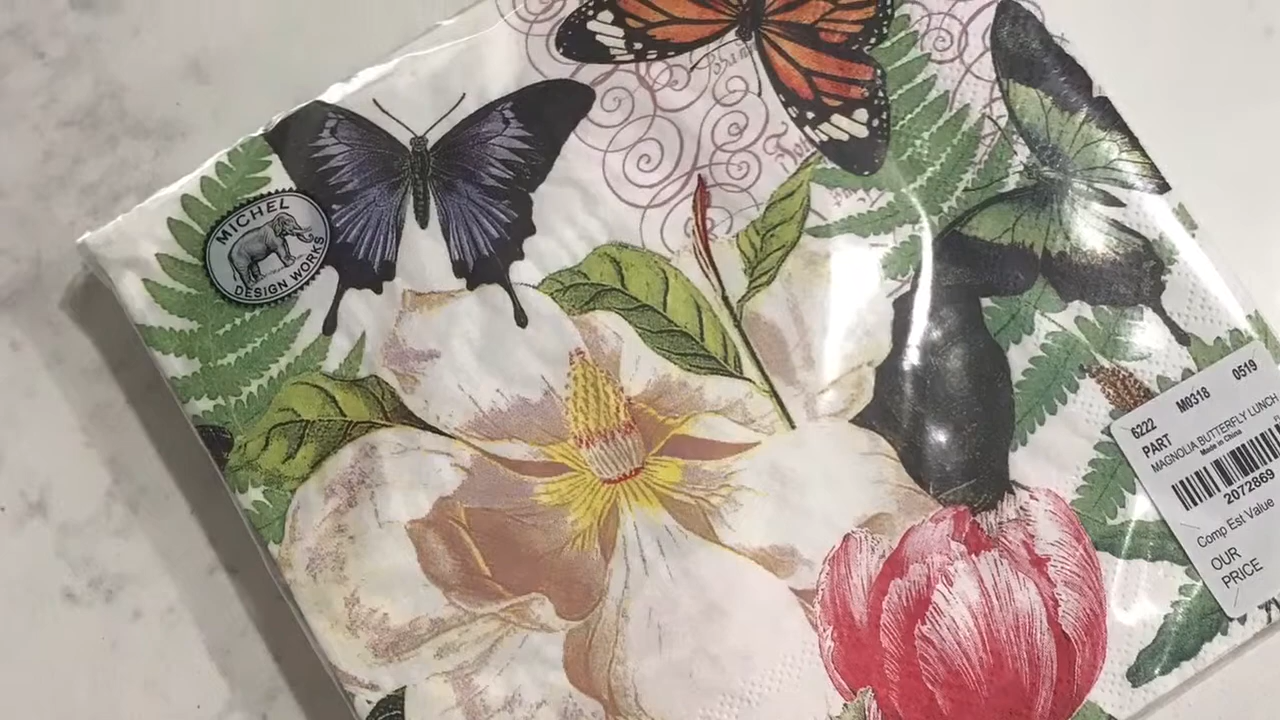 MICHEL
DESIGN WORKS
6222 M0318 0519
PART
MAGNOLIA BUTTERFLY LUNCH
Made in China
2072869
Comp Est Value
OUR
PRICE